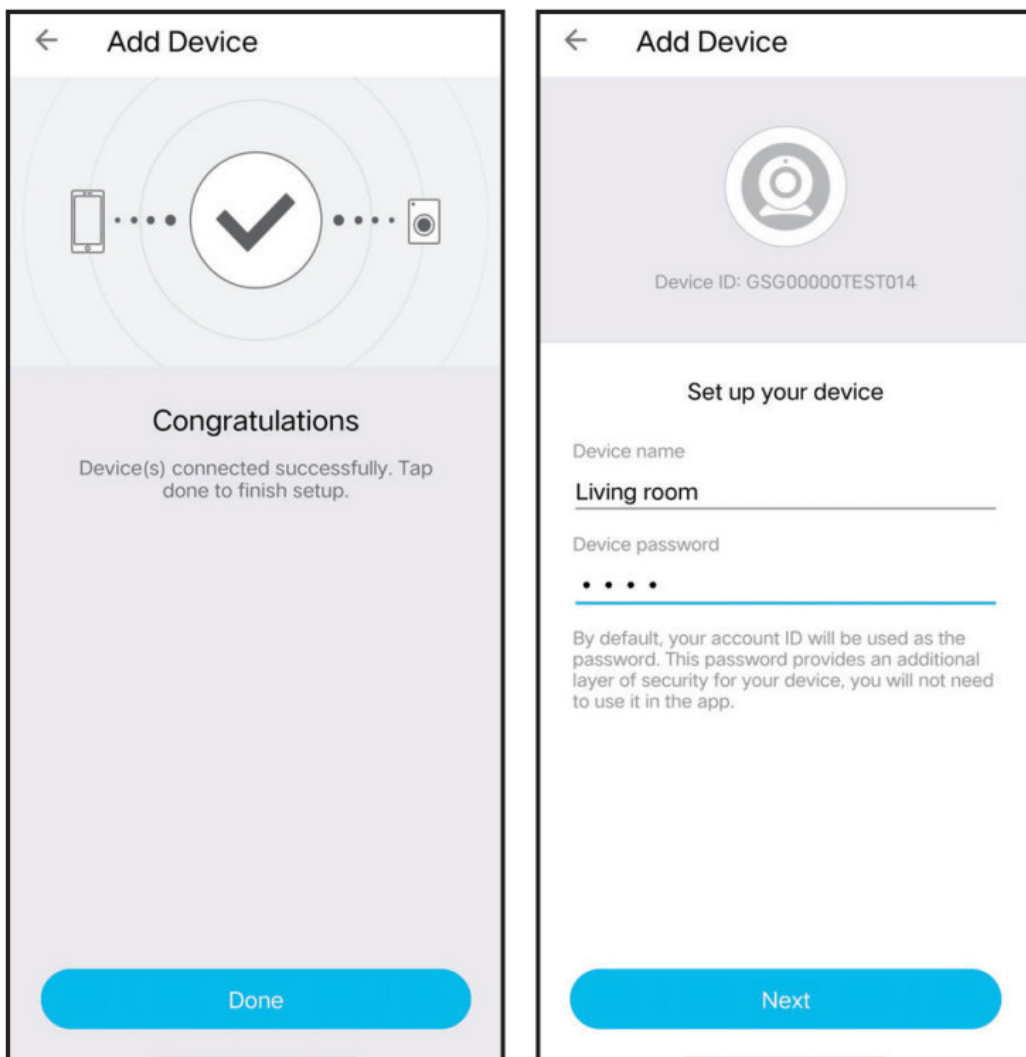 Add Device
Congratulations
Device(s) connected successfully. Tap
done to finish setup.
Done
Add Device
Device ID: GSG00000TEST014
Set up your device
Device name
Living room
Device password
• • • •
By default, your account ID will be used as the
password. This password provides an additional
layer of security for your device, you will not need
to use it in the app.
Next